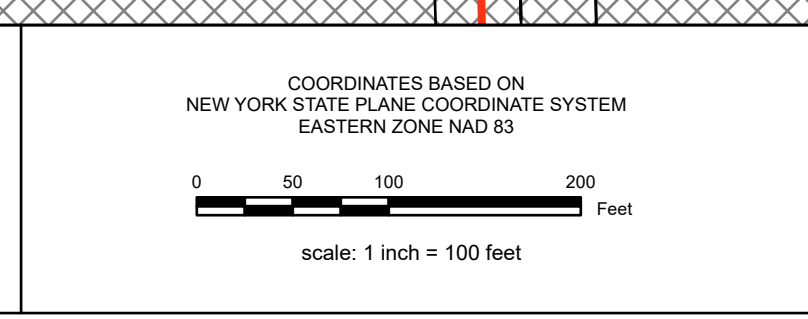 COORDINATES BASED ON
NEW YORK STATE PLANE COORDINATE SYSTEM
EASTERN ZONE NAD 83
0 50 100 200
Feet
scale: 1 inch = 100 feet